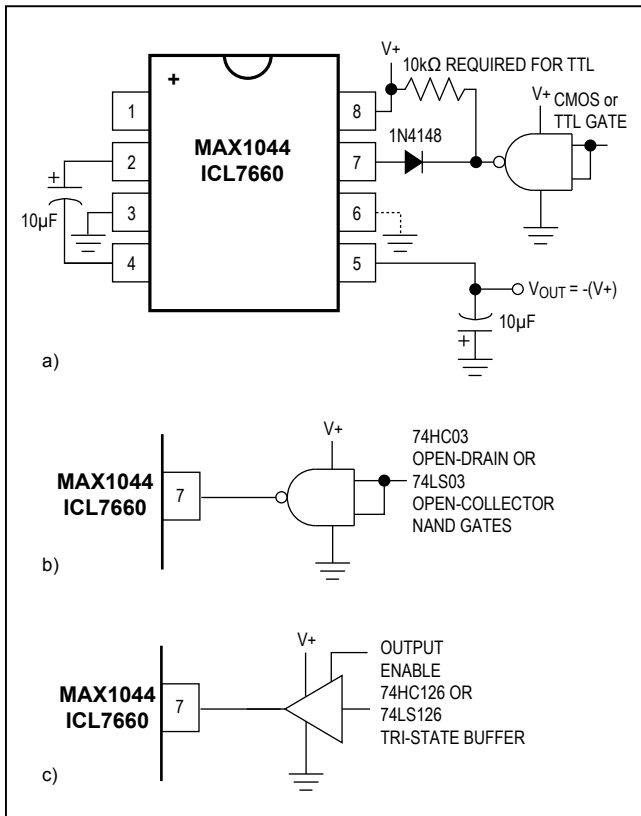 V+
10kΩ REQUIRED FOR TTL
+
1
2
3
4
MAX1044
ICL7660
8
7
6
5
1N4148
V+
CMOS or
TTL GATE
+
10µF
VOUT = -(V+)
10µF
+
a)
MAX1044
ICL7660
7
V+
74HC03
OPEN-DRAIN OR
74LS03
OPEN-COLLECTOR
NAND GATES
b)
MAX1044
ICL7660
7
V+
OUTPUT
ENABLE
74HC126 OR
74LS126
TRI-STATE BUFFER
c)